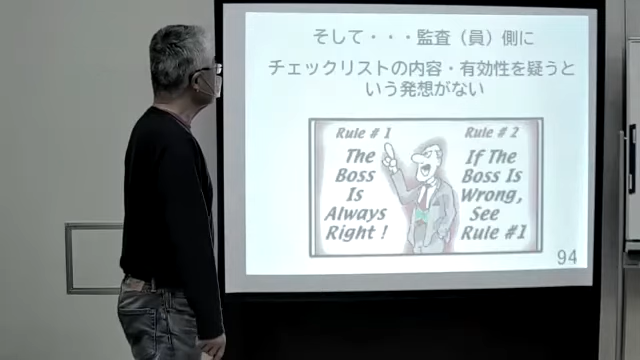 そして・・・監査（員）側に
チェックリストの内容・有効性を疑うと
いう発想がない
Rule # 1
The
Boss
Is
Always
Right !
Rule # 2
If The
Boss Is
Wrong,
See
Rule #1
94